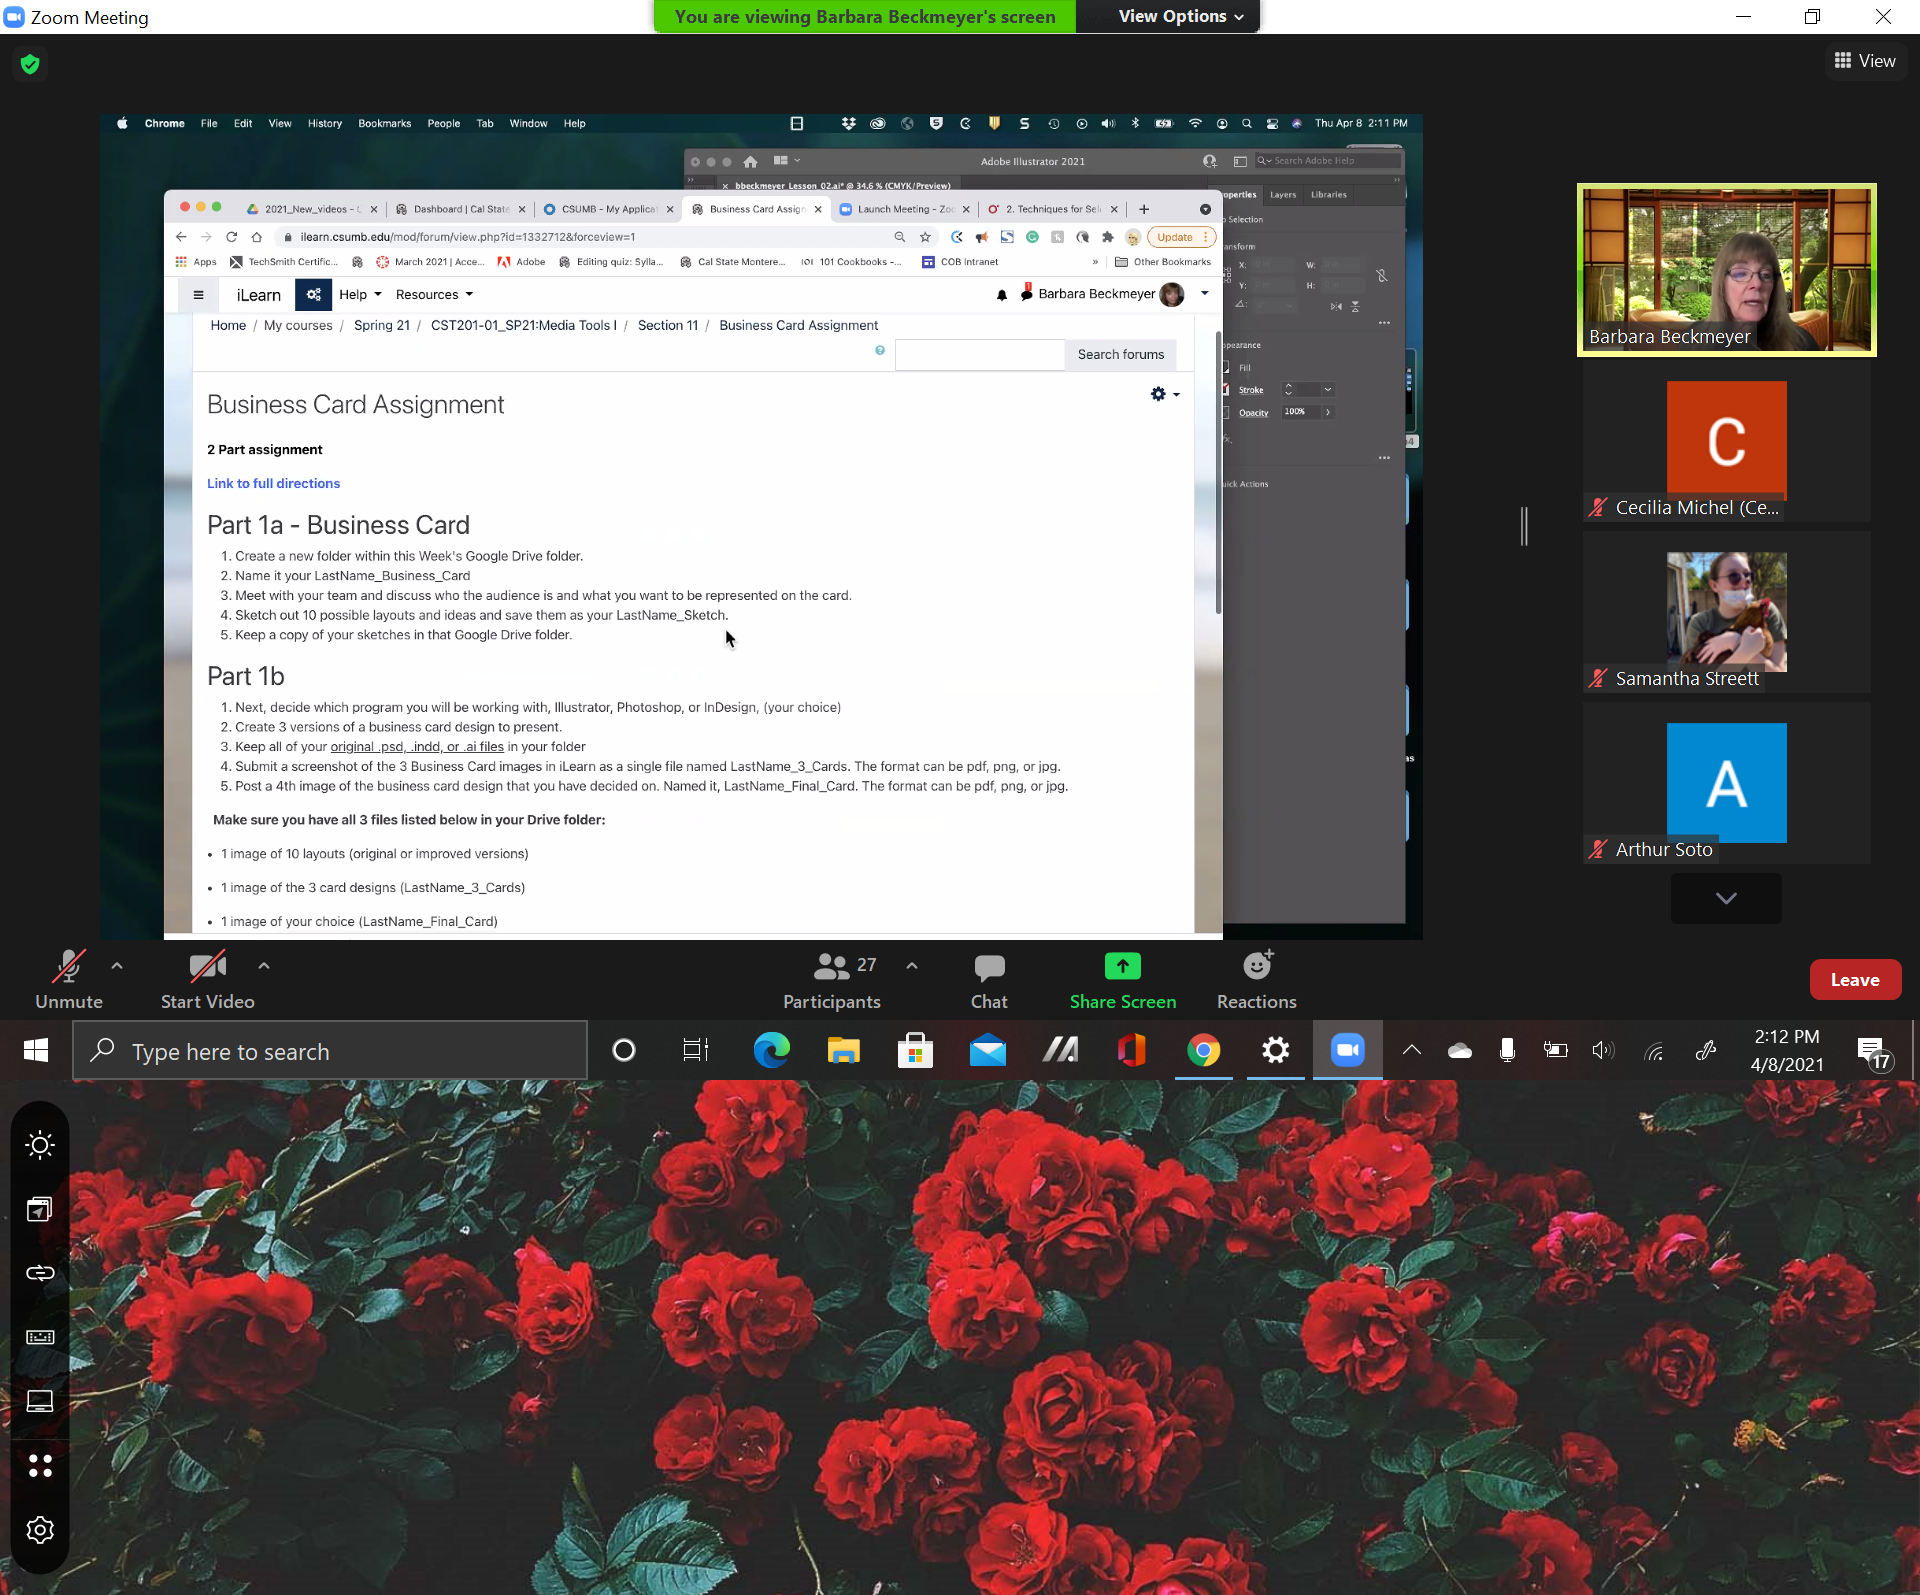 Zoom Meeting
You are viewing Barbara Beckmeyer's screen
View Options
View
Chrome File Edit View History Bookmarks People Tab Window Help
Thu Apr 8 2:11 PM
Adobe Illustrator 2021
Search Adobe Help
bbeckmeyer_Lesson_02.ai* @ 34.6 % (CMYK/Preview)
operties Layers Libraries
2021_New_videos -
Dashboard | Cal State
CSUMB - My Applicat
Business Card Assign
Launch Meeting - Zoo
2. Techniques for Sel
ilearn.csumb.edu/mod/forum/view.php?id=1332712&forceview=1
Update
Apps
TechSmith Certific...
March 2021 | Acce...
Adobe
Editing quiz: Sylla...
Cal State Montere...
101 Cookbooks -...
COB Intranet
» Other Bookmarks
iLearn
Help
Resources
Barbara Beckmeyer
Home / My courses / Spring 21 / CST201-01_SP21:Media Tools I / Section 11 / Business Card Assignment
Search forums
Business Card Assignment
2 Part assignment
Link to full directions
Part 1a - Business Card
1. Create a new folder within this Week's Google Drive folder.
2. Name it your LastName_Business_Card
3. Meet with your team and discuss who the audience is and what you want to be represented on the card.
4. Sketch out 10 possible layouts and ideas and save them as your LastName_Sketch.
5. Keep a copy of your sketches in that Google Drive folder.
Part 1b
1. Next, decide which program you will be working with, Illustrator, Photoshop, or InDesign, (your choice)
2. Create 3 versions of a business card design to present.
3. Keep all of your original .psd, .indd, or .ai files in your folder
4. Submit a screenshot of the 3 Business Card images in iLearn as a single file named LastName_3_Cards. The format can be pdf, png, or jpg.
5. Post a 4th image of the business card design that you have decided on. Named it, LastName_Final_Card. The format can be pdf, png, or jpg.
Make sure you have all 3 files listed below in your Drive folder:
• 1 image of 10 layouts (original or improved versions)
• 1 image of the 3 card designs (LastName_3_Cards)
• 1 image of your choice (LastName_Final_Card)
o Selection
ansform
X:
W:
Y:
H:
ppearance
Fill
Stroke
Opacity 100%
uick Actions
Barbara Beckmeyer
C
Cecilia Michel (Ce...
Samantha Streett
A
Arthur Soto
Unmute
Start Video
27
Participants
Chat
Share Screen
Reactions
Leave
Type here to search
2:12 PM
4/8/2021
17